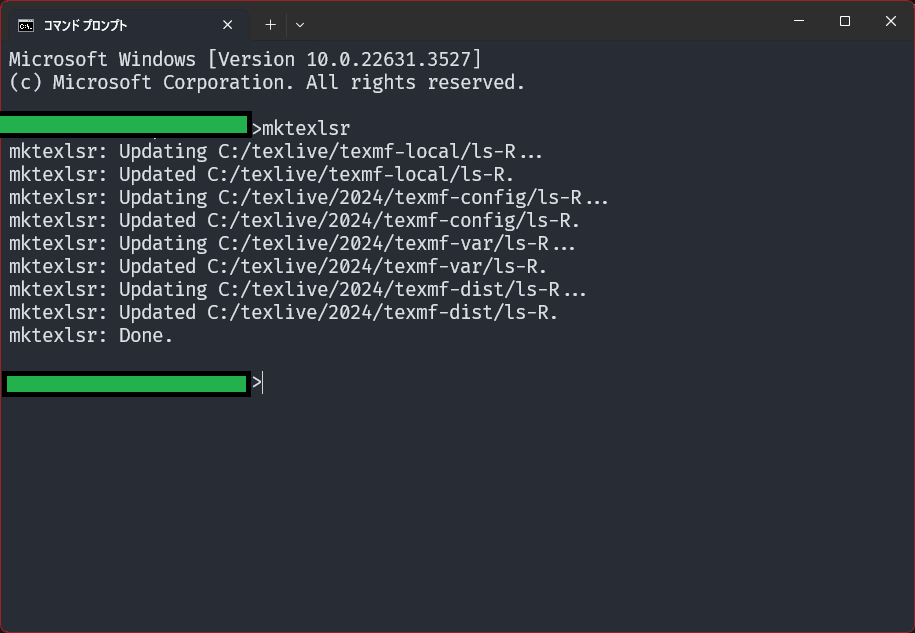 コマンド プロンプト
Microsoft Windows [Version 10.0.22631.3527]
(c) Microsoft Corporation. All rights reserved.
>mktexlsr
mktexlsr: Updating C:/texlive/texmf-local/ls-R...
mktexlsr: Updated C:/texlive/texmf-local/ls-R.
mktexlsr: Updating C:/texlive/2024/texmf-config/ls-R...
mktexlsr: Updated C:/texlive/2024/texmf-config/ls-R.
mktexlsr: Updating C:/texlive/2024/texmf-var/ls-R...
mktexlsr: Updated C:/texlive/2024/texmf-var/ls-R.
mktexlsr: Updating C:/texlive/2024/texmf-dist/ls-R...
mktexlsr: Updated C:/texlive/2024/texmf-dist/ls-R.
mktexlsr: Done.
>